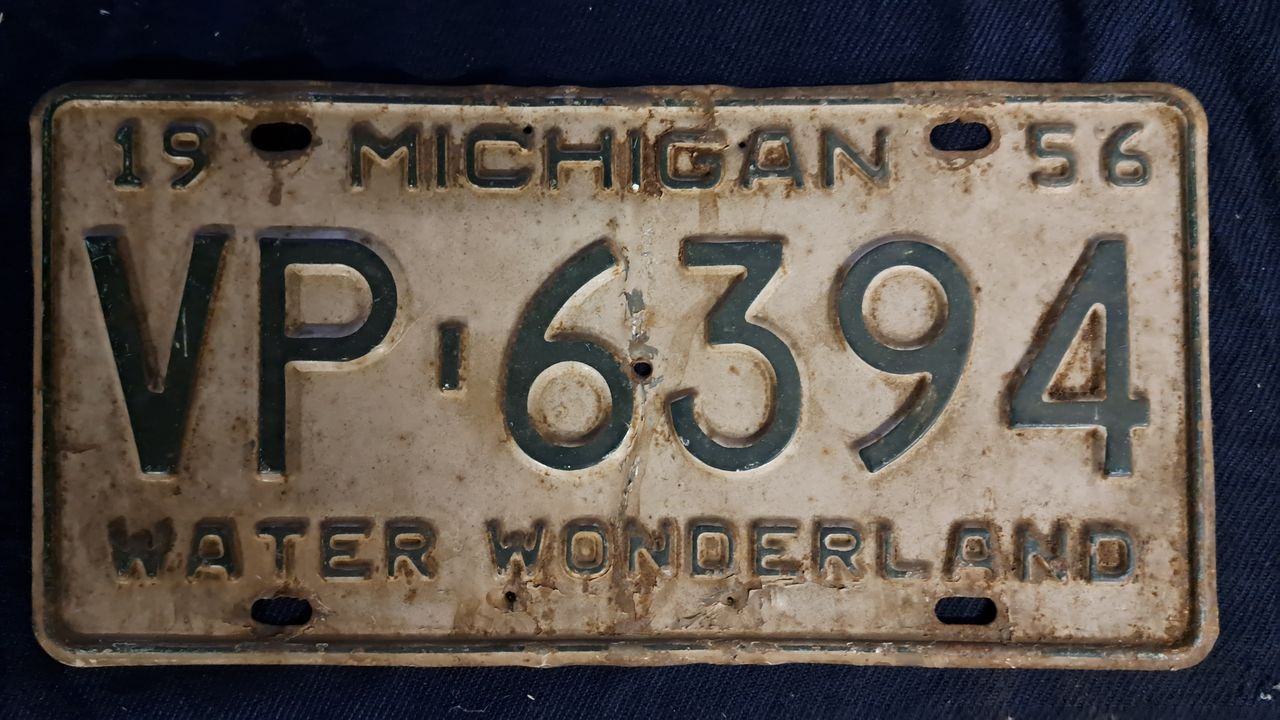 19 MICHIGAN 56
VP-6394
WATER WONDERLAND